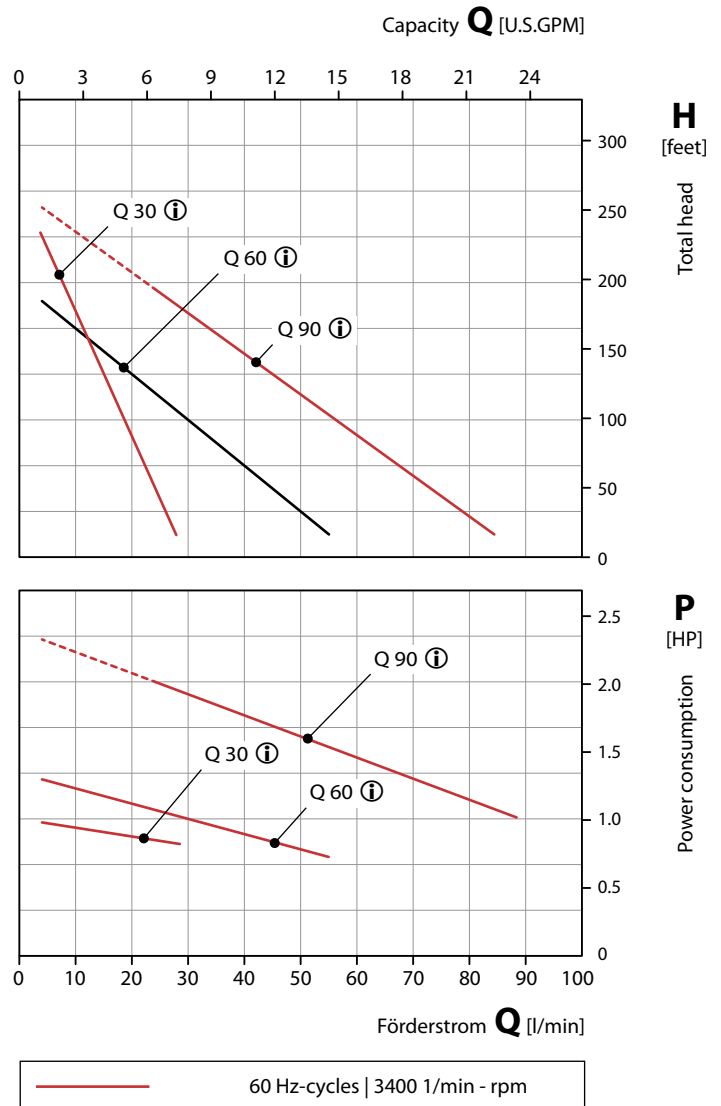 Capacity Q [U.S.GPM]
0 3 6 9 12 15 18 21 24
H
[feet]
Total head
300
250
200
150
100
50
0
Q 30 i
Q 60 i
Q 90 i
P
[HP]
Power consumption
2.5
2.0
1.5
1.0
0.5
0
Q 90 i
Q 30 i
Q 60 i
0 10 20 30 40 50 60 70 80 90 100
Förderstrom Q [l/min]
60 Hz-cycles | 3400 1/min - rpm